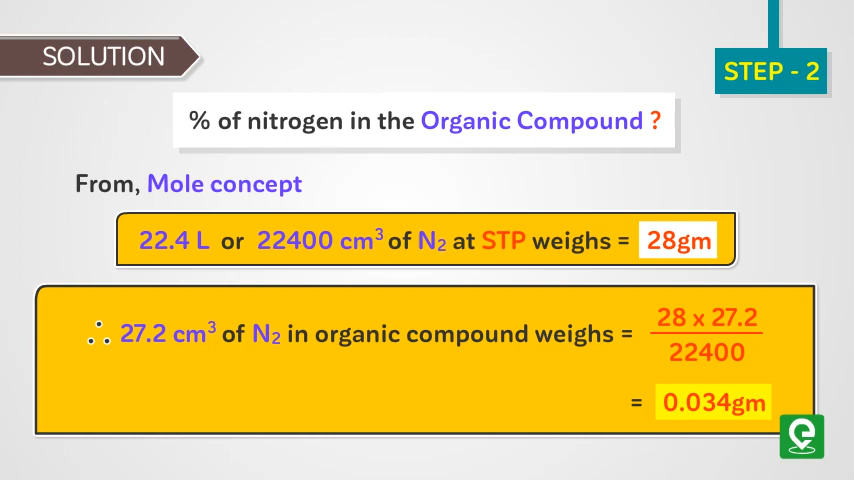 SOLUTION
STEP - 2
% of nitrogen in the Organic Compound ?
From, Mole concept
22.4 L or 22400 cm³ of N₂ at STP weighs = 28gm
∴ 27.2 cm³ of N₂ in organic compound weighs = 28 x 27.2
22400
= 0.034gm